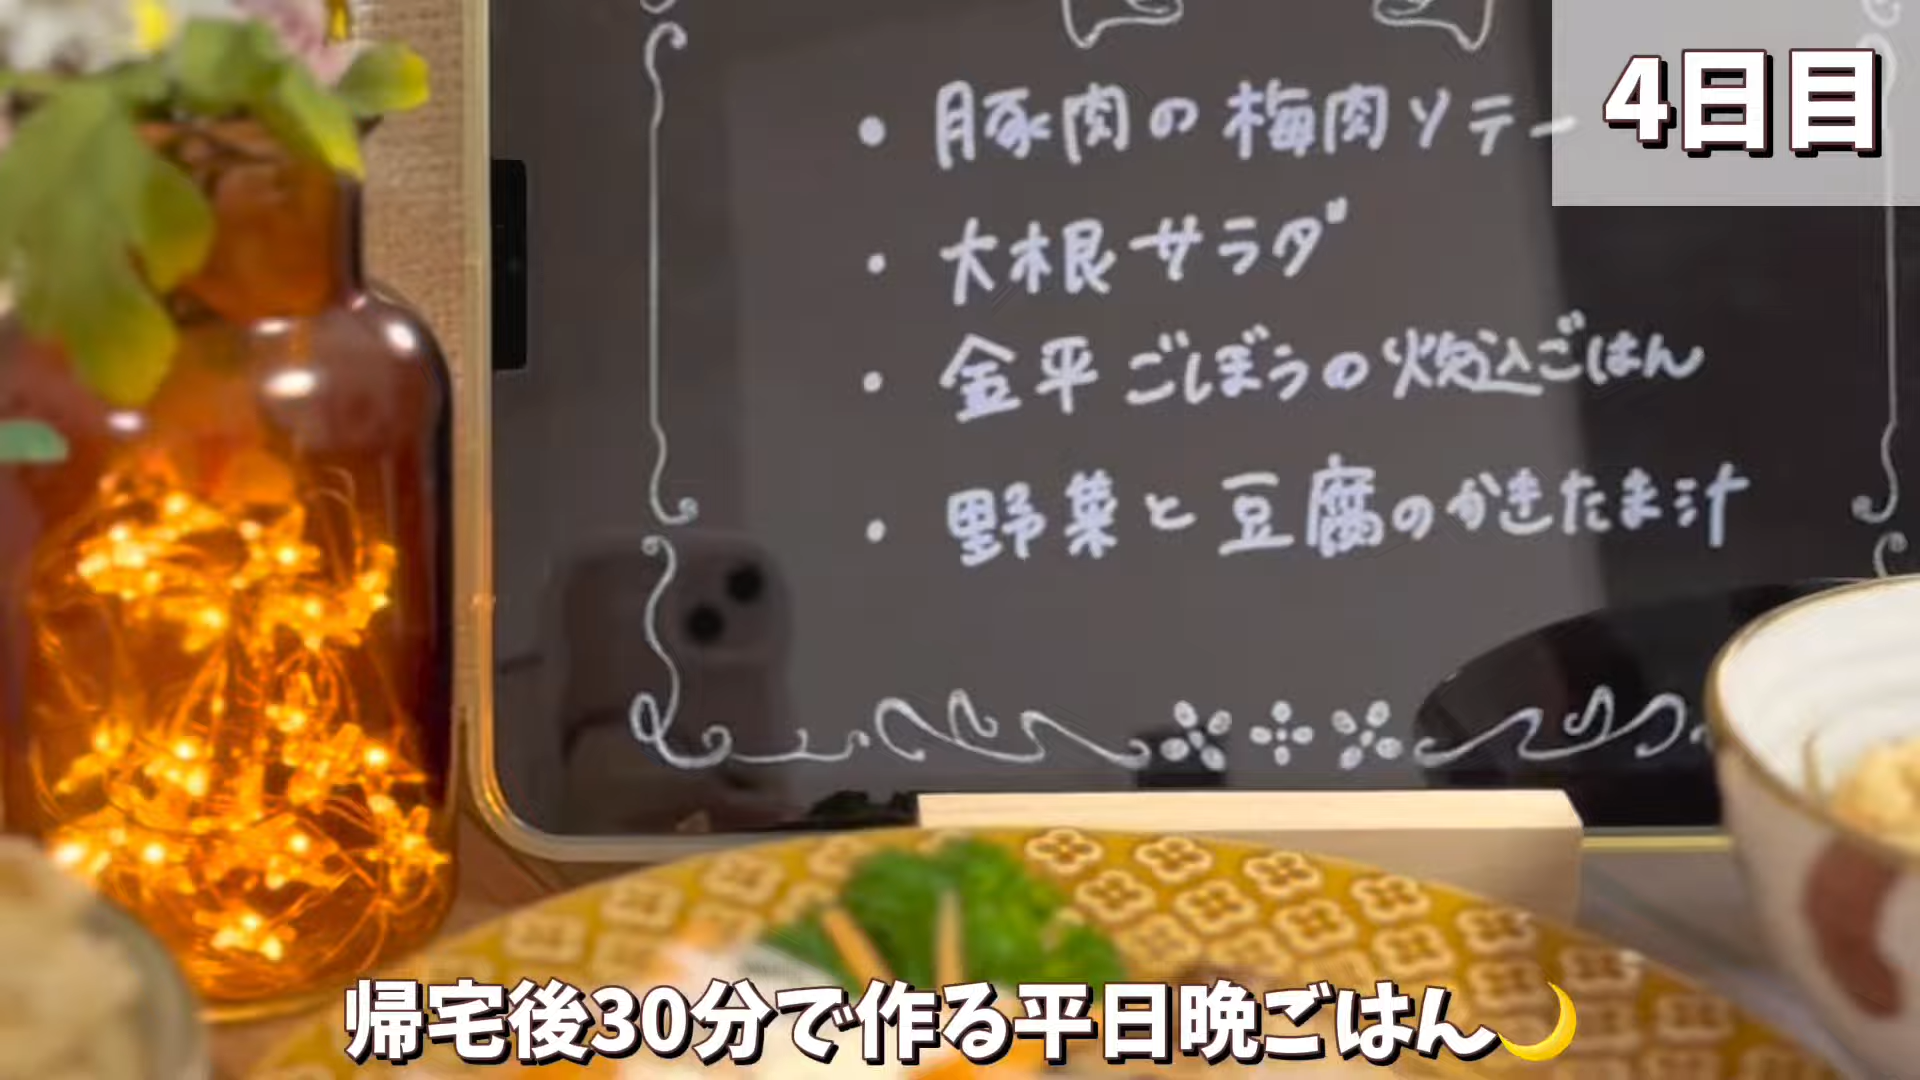 4日目
・豚肉の梅肉ソテー
・大根サラダ
・金平ごぼうの炊込ごはん
・野菜と豆腐のかきたま汁
帰宅後30分で作る平日晩ごはん🌙